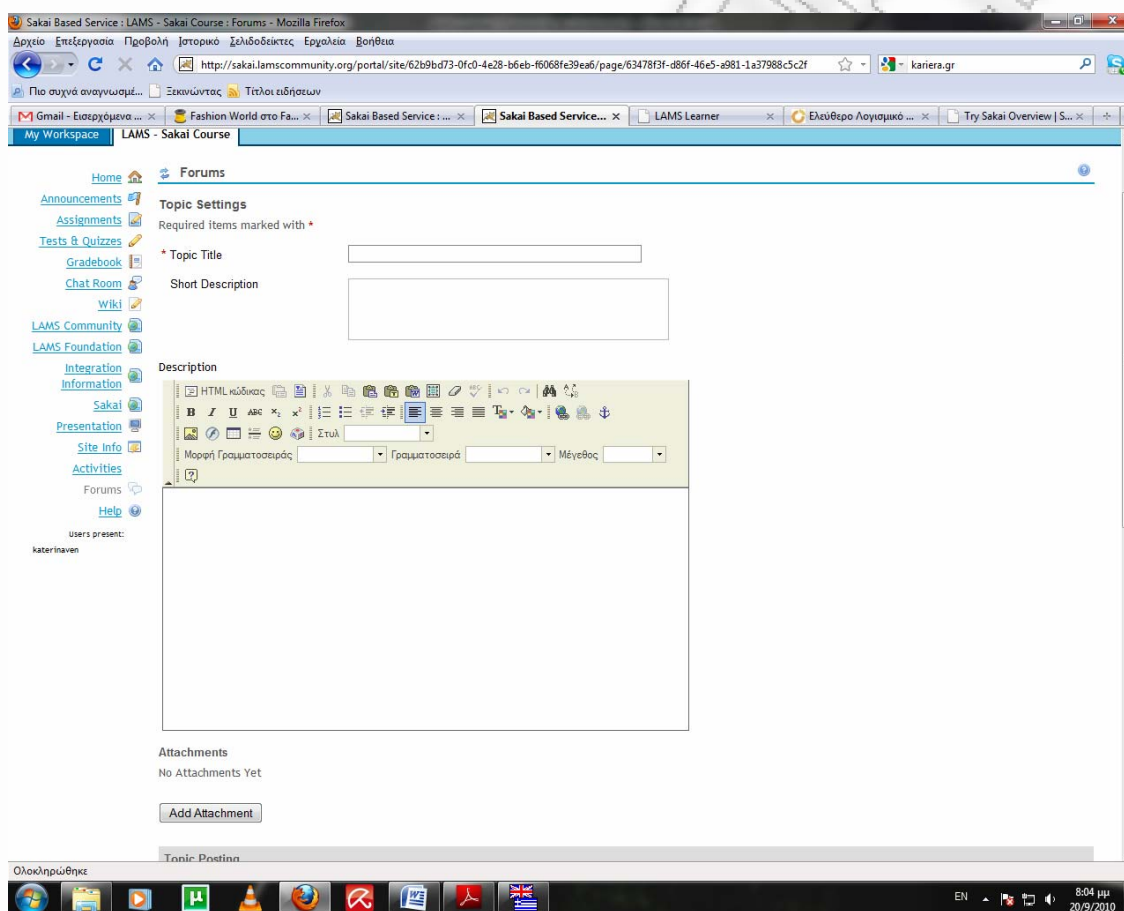 Sakai Based Service : LAMS - Sakai Course : Forums - Mozilla Firefox
Αρχείο Επεξεργασία Προβολή Ιστορικό Σελιδοδείκτες Εργαλεία Βοήθεια
http://sakai.lamscommunity.org/portal/site/62b9bd73-0fc0-4e28-b6eb-f6068fe39ea6/page/63478f3f-d86f-46e5-a981-1a37988c5c2f kariera.gr
Πιο συχνά αναγνωσμέ... Ξεκινώντας Τίτλοι ειδήσεων
Gmail - Εισερχόμενα ... Fashion World στο Fa... Sakai Based Service : ... Sakai Based Service... LAMS Learner Ελεύθερο Λογισμικό ... Try Sakai Overview | S...
My Workspace LAMS - Sakai Course
Home
Announcements
Assignments
Tests & Quizzes
Gradebook
Chat Room
Wiki
LAMS Community
LAMS Foundation
Integration
Information
Sakai
Presentation
Site Info
Activities
Forums
Help
Users present:
katerinaven
Forums
Topic Settings
Required items marked with *
* Topic Title
Short Description
Description
HTML κώδικας
B I U ABC x₂ x²
Στυλ
Μορφή Γραμματοσειράς Γραμματοσειρά Μέγεθος
Attachments
No Attachments Yet
Add Attachment
Topic Posting
Ολοκληρώθηκε
EN 8:04 μμ
20/9/2010